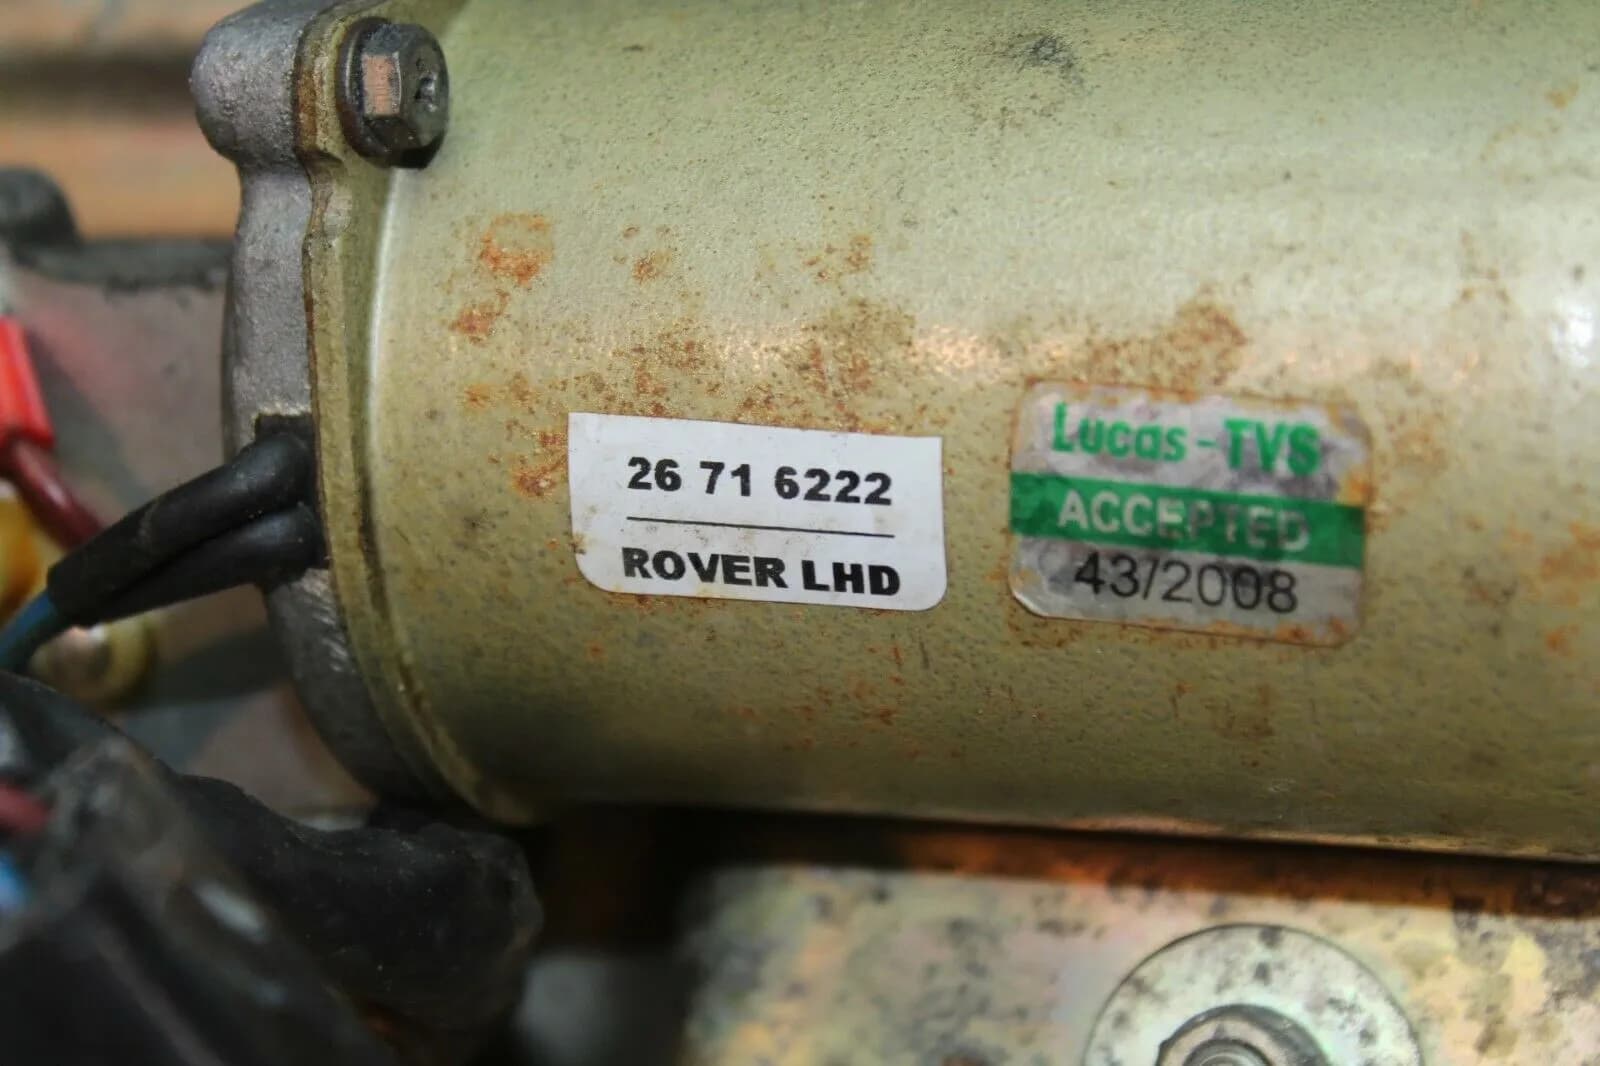 26 71 6222
ROVER LHD
Lucas-TVS
ACCEPTED
43/2008